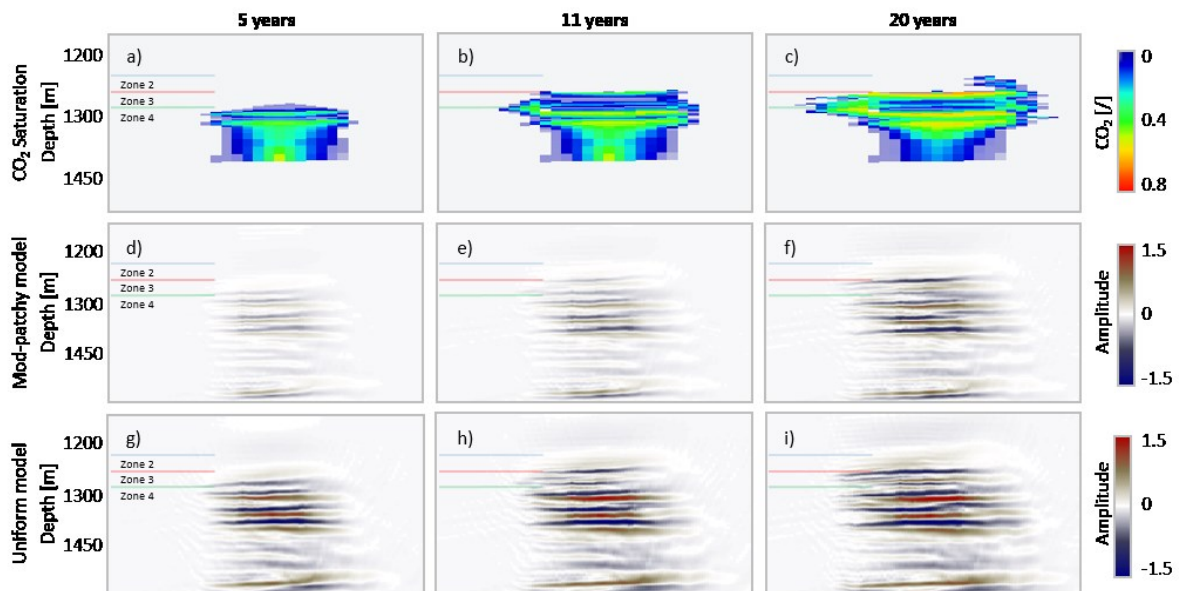 5 years
11 years
20 years
CO₂ Saturation
Depth [m]
1200
1300
1450
a)
Zone 2
Zone 3
Zone 4
b)
c)
CO₂ [/]
0
0.4
0.8
Mod-patchy model
Depth [m]
1200
1300
1450
d)
Zone 2
Zone 3
Zone 4
e)
f)
Amplitude
1.5
0
-1.5
Uniform model
Depth [m]
1200
1300
1450
g)
Zone 2
Zone 3
Zone 4
h)
i)
Amplitude
1.5
0
-1.5